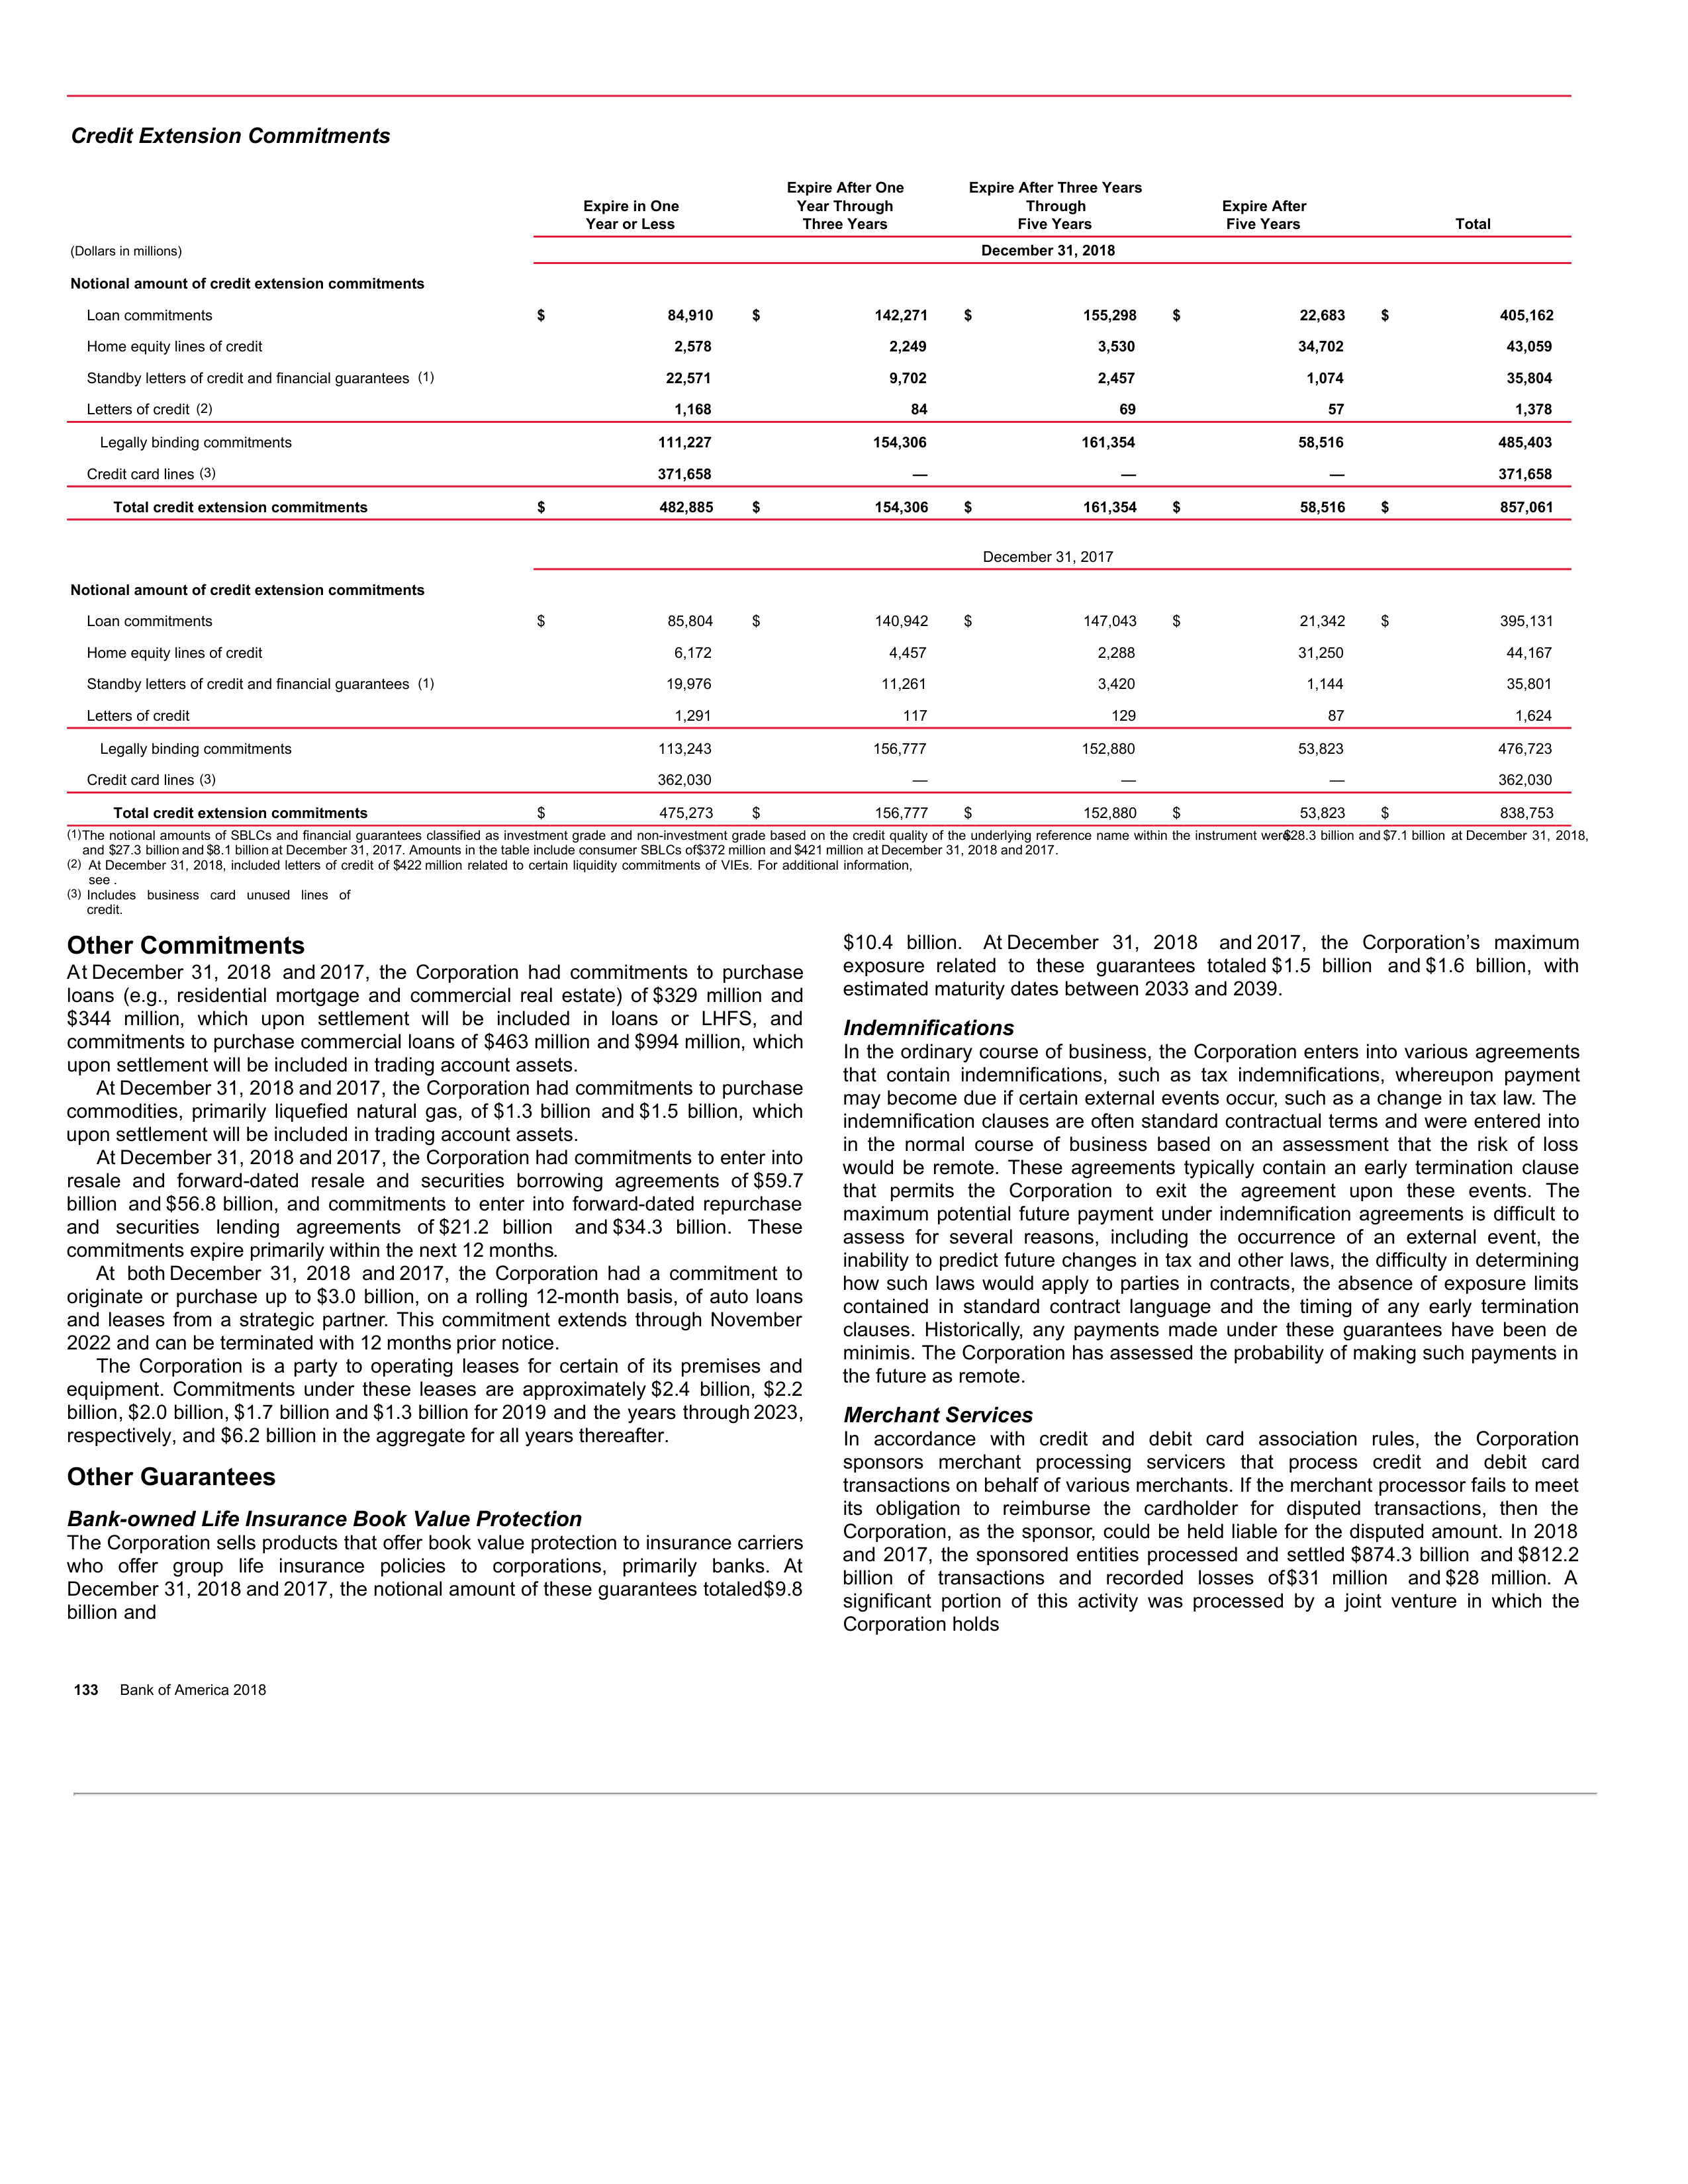 Credit Extension Commitments
Expire in One Year or Less Expire After One Year Through Three Years Expire After Three Years Through Five Years Expire After Five Years Total
(Dollars in millions) December 31, 2018
Notional amount of credit extension commitments
Loan commitments $ 84,910 $ 142,271 $ 155,298 $ 22,683 $ 405,162
Home equity lines of credit 2,578 2,249 3,530 34,702 43,059
Standby letters of credit and financial guarantees (1) 22,571 9,702 2,457 1,074 35,804
Letters of credit (2) 1,168 84 69 57 1,378
Legally binding commitments 111,227 154,306 161,354 58,516 485,403
Credit card lines (3) 371,658 — — — 371,658
Total credit extension commitments $ 482,885 $ 154,306 $ 161,354 $ 58,516 $ 857,061
December 31, 2017
Notional amount of credit extension commitments
Loan commitments $ 85,804 $ 140,942 $ 147,043 $ 21,342 $ 395,131
Home equity lines of credit 6,172 4,457 2,288 31,250 44,167
Standby letters of credit and financial guarantees (1) 19,976 11,261 3,420 1,144 35,801
Letters of credit 1,291 117 129 87 1,624
Legally binding commitments 113,243 156,777 152,880 53,823 476,723
Credit card lines (3) 362,030 — — — 362,030
Total credit extension commitments $ 475,273 $ 156,777 $ 152,880 $ 53,823 $ 838,753
(1) The notional amounts of SBLCs and financial guarantees classified as investment grade and non-investment grade based on the credit quality of the underlying reference name within the instrument were $28.3 billion and $7.1 billion at December 31, 2018,
and $27.3 billion and $8.1 billion at December 31, 2017. Amounts in the table include consumer SBLCs of $372 million and $421 million at December 31, 2018 and 2017.
(2) At December 31, 2018, included letters of credit of $422 million related to certain liquidity commitments of VIEs. For additional information,
see .
(3) Includes business card unused lines of
credit.
Other Commitments
At December 31, 2018 and 2017, the Corporation had commitments to purchase
loans (e.g., residential mortgage and commercial real estate) of $329 million and
$344 million, which upon settlement will be included in loans or LHFS, and
commitments to purchase commercial loans of $463 million and $994 million, which
upon settlement will be included in trading account assets.
At December 31, 2018 and 2017, the Corporation had commitments to purchase
commodities, primarily liquefied natural gas, of $1.3 billion and $1.5 billion, which
upon settlement will be included in trading account assets.
At December 31, 2018 and 2017, the Corporation had commitments to enter into
resale and forward-dated resale and securities borrowing agreements of $59.7
billion and $56.8 billion, and commitments to enter into forward-dated repurchase
and securities lending agreements of $21.2 billion and $34.3 billion. These
commitments expire primarily within the next 12 months.
At both December 31, 2018 and 2017, the Corporation had a commitment to
originate or purchase up to $3.0 billion, on a rolling 12-month basis, of auto loans
and leases from a strategic partner. This commitment extends through November
2022 and can be terminated with 12 months prior notice.
The Corporation is a party to operating leases for certain of its premises and
equipment. Commitments under these leases are approximately $2.4 billion, $2.2
billion, $2.0 billion, $1.7 billion and $1.3 billion for 2019 and the years through 2023,
respectively, and $6.2 billion in the aggregate for all years thereafter.
Other Guarantees
Bank-owned Life Insurance Book Value Protection
The Corporation sells products that offer book value protection to insurance carriers
who offer group life insurance policies to corporations, primarily banks. At
December 31, 2018 and 2017, the notional amount of these guarantees totaled $9.8
billion and
$10.4 billion. At December 31, 2018 and 2017, the Corporation's maximum
exposure related to these guarantees totaled $1.5 billion and $1.6 billion, with
estimated maturity dates between 2033 and 2039.
Indemnifications
In the ordinary course of business, the Corporation enters into various agreements
that contain indemnifications, such as tax indemnifications, whereupon payment
may become due if certain external events occur, such as a change in tax law. The
indemnification clauses are often standard contractual terms and were entered into
in the normal course of business based on an assessment that the risk of loss
would be remote. These agreements typically contain an early termination clause
that permits the Corporation to exit the agreement upon these events. The
maximum potential future payment under indemnification agreements is difficult to
assess for several reasons, including the occurrence of an external event, the
inability to predict future changes in tax and other laws, the difficulty in determining
how such laws would apply to parties in contracts, the absence of exposure limits
contained in standard contract language and the timing of any early termination
clauses. Historically, any payments made under these guarantees have been de
minimis. The Corporation has assessed the probability of making such payments in
the future as remote.
Merchant Services
In accordance with credit and debit card association rules, the Corporation
sponsors merchant processing servicers that process credit and debit card
transactions on behalf of various merchants. If the merchant processor fails to meet
its obligation to reimburse the cardholder for disputed transactions, then the
Corporation, as the sponsor, could be held liable for the disputed amount. In 2018
and 2017, the sponsored entities processed and settled $874.3 billion and $812.2
billion of transactions and recorded losses of $31 million and $28 million. A
significant portion of this activity was processed by a joint venture in which the
Corporation holds
133 Bank of America 2018